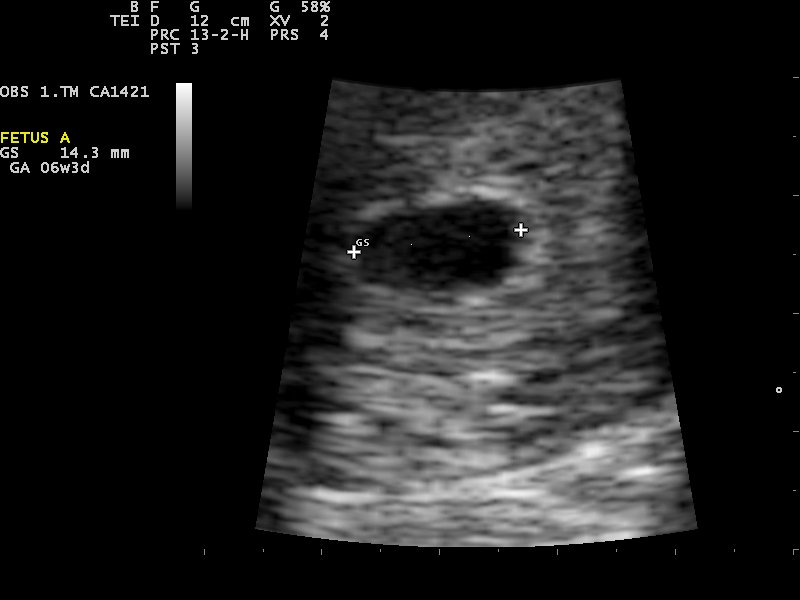 B F G G 58%
TEI D 12 cm XV 2
PRC 13-2-H PRS 4
PST 3
OBS 1.TM CA1421
FETUS A
GS 14.3 mm
GA 06w3d
GS